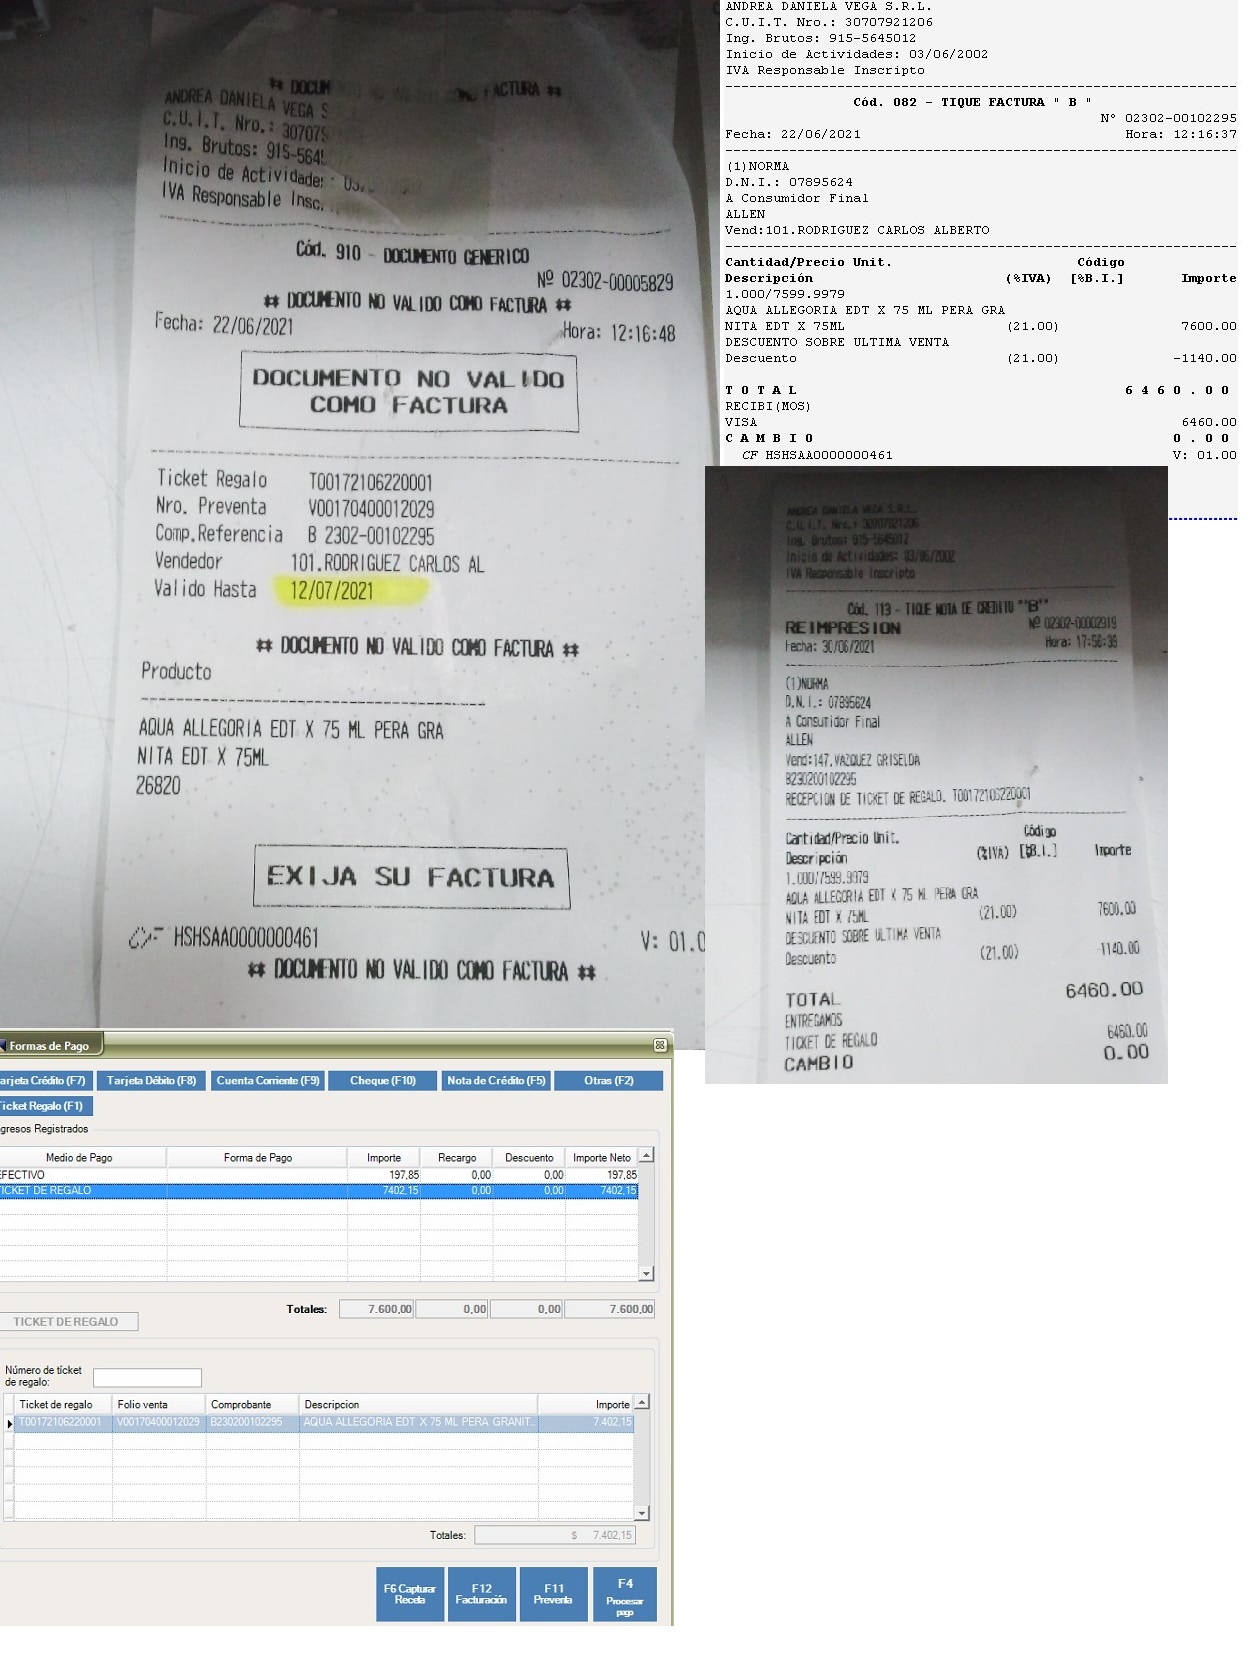 ** DOCUM FACTURA **
ANDREA DANIELA VEGA S
C.U.I.T. Nro.: 30707
Ing. Brutos: 915-564
Inicio de Actividade
IVA Responsable Insc.
Cód. 910 - DOCUMENTO GENERICO
Nº 02302-00005829
** DOCUMENTO NO VALIDO COMO FACTURA **
Fecha: 22/06/2021 Hora: 12:16:48
DOCUMENTO NO VALIDO
COMO FACTURA
Ticket Regalo T00172106220001
Nro. Preventa V00170400012029
Comp.Referencia B 2302-00102295
Vendedor 101.RODRIGUEZ CARLOS AL
Valido Hasta 12/07/2021
** DOCUMENTO NO VALIDO COMO FACTURA **
Producto
AQUA ALLEGORIA EDT X 75 ML PERA GRA
NITA EDT X 75ML
26820
EXIJA SU FACTURA
CF HSHSAA0000000461 V: 01.0
** DOCUMENTO NO VALIDO COMO FACTURA **
ANDREA DANIELA VEGA S.R.L.
C.U.I.T. Nro.: 30707921206
Ing. Brutos: 915-5645012
Inicio de Actividades: 03/06/2002
IVA Responsable Inscripto
Cód. 082 - TIQUE FACTURA " B "
N° 02302-00102295
Fecha: 22/06/2021 Hora: 12:16:37
(1)NORMA
D.N.I.: 07895624
A Consumidor Final
ALLEN
Vend:101.RODRIGUEZ CARLOS ALBERTO
Cantidad/Precio Unit. Código
Descripción (%IVA) [%B.I.] Importe
1.000/7599.9979
AQUA ALLEGORIA EDT X 75 ML PERA GRA
NITA EDT X 75ML (21.00) 7600.00
DESCUENTO SOBRE ULTIMA VENTA
Descuento (21.00) -1140.00
T O T A L 6 4 6 0 . 0 0
RECIBI(MOS)
VISA 6460.00
C A M B I O 0 . 0 0
CF HSHSAA0000000461 V: 01.00
ANDREA DANIELA VEGA S.R.L.
C.U.I.T. Nro.: 30707921206
Ing. Brutos: 915-5645012
Inicio de Actividades: 03/06/2002
IVA Responsable Inscripto
Cód. 113 - TIQUE NOTA DE CREDITO ""B""
REIMPRESION Nº 02302-00002919
Fecha: 30/06/2021 Hora: 17:56:36
(1)NORMA
D.N.I.: 07895624
A Consumidor Final
ALLEN
Vend:147.VAZQUEZ GRISELDA
B230200102295
RECEPCION DE TICKET DE REGALO. T00172106220001
Cantidad/Precio Unit. Código
Descripción (%IVA) [%B.I.] Importe
1.000/7599.9979
AQUA ALLEGORIA EDT X 75 ML PERA GRA
NITA EDT X 75ML (21.00) 7600.00
DESCUENTO SOBRE ULTIMA VENTA
Descuento (21.00) -1140.00
TOTAL 6460.00
ENTREGAMOS
TICKET DE REGALO 6460.00
CAMBIO 0.00
Formas de Pago
arjeta Crédito (F7) Tarjeta Débito (F8) Cuenta Corriente (F9) Cheque (F10) Nota de Crédito (F5) Otras (F2)
Ticket Regalo (F1)
gresos Registrados
Medio de Pago Forma de Pago Importe Recargo Descuento Importe Neto
EFECTIVO 197,85 0,00 0,00 197,85
TICKET DE REGALO 7402,15 0,00 0,00 7402,15
Totales: 7.600,00 0,00 0,00 7.600,00
TICKET DE REGALO
Número de ticket
de regalo:
Ticket de regalo Folio venta Comprobante Descripcion Importe
T00172106220001 V00170400012029 B230200102295 AQUA ALLEGORIA EDT X 75 ML PERA GRANIT... 7.402,15
Totales: $ 7.402,15
F6 Capturar Receta F12 Facturación F11 Preventa F4 Procesar pago